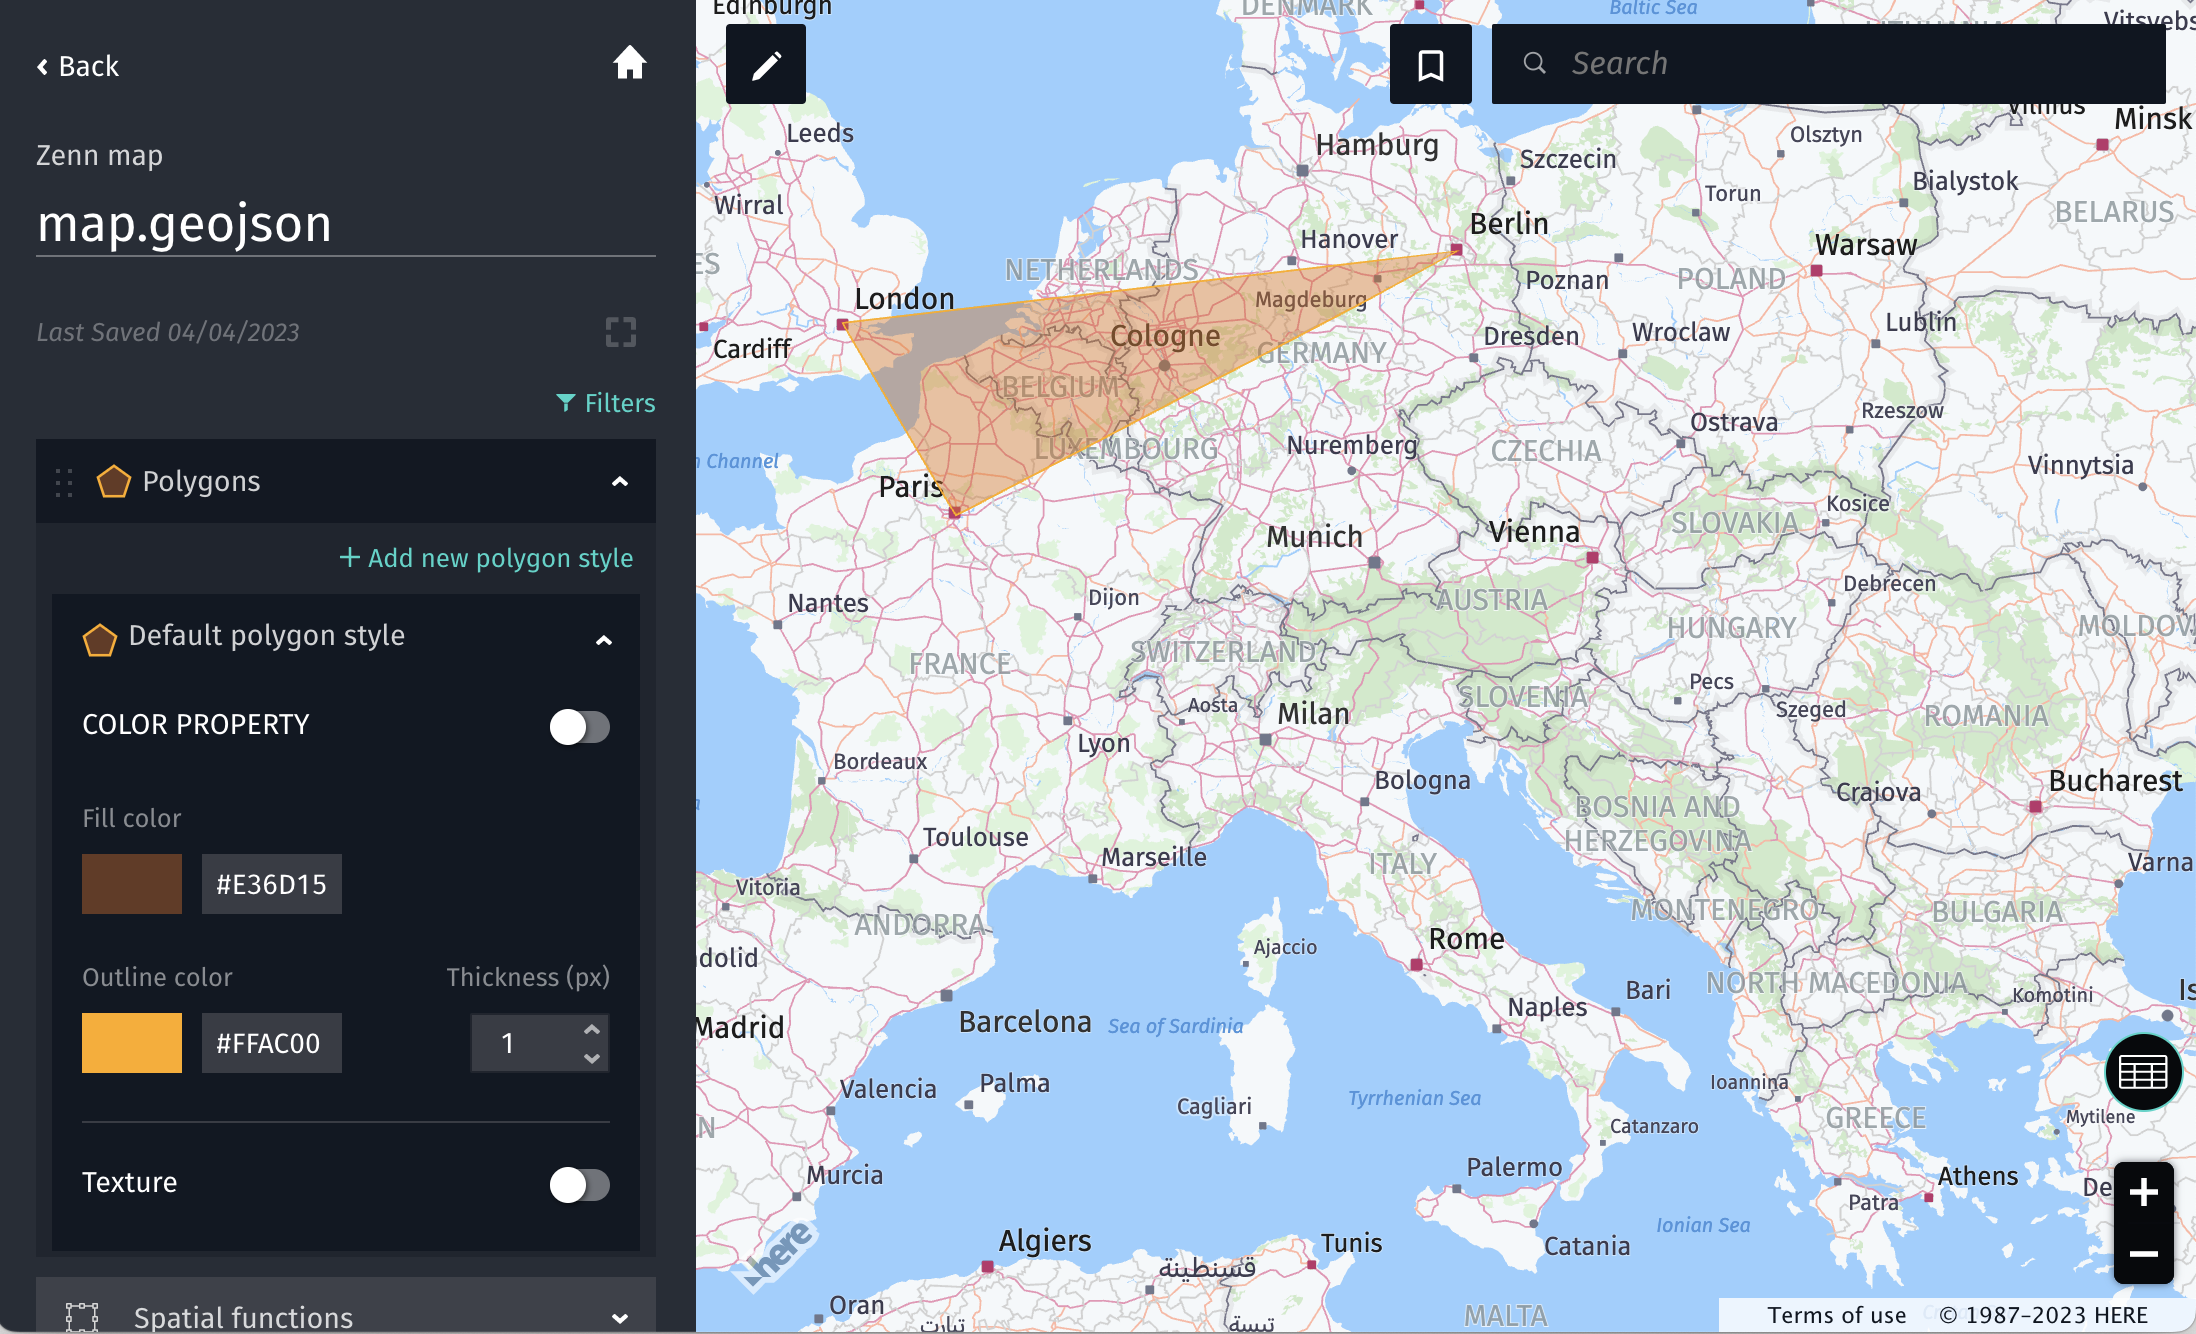 Back
Zenn map
map.geojson
Last Saved 04/04/2023
Filters
Polygons
+ Add new polygon style
Default polygon style
COLOR PROPERTY
Fill color
#E36D15
Outline color
Thickness (px)
#FFAC00
1
Texture
Spatial functions
Search
Edinburgh
DENMARK
Baltic Sea
Vitsyebs
Leeds
Hamburg
Szczecin
Olsztyn
Vilnius
Minsk
Wirral
Torun
Bialystok
BELARUS
Berlin
Hanover
Warsaw
ES
NETHERLANDS
Poznan
POLAND
London
Magdeburg
Cardiff
Cologne
GERMANY
Dresden
Wroclaw
Lublin
BELGIUM
n Channel
LUXEMBOURG
Nuremberg
CZECHIA
Ostrava
Rzeszow
Vinnytsia
Paris
Munich
Vienna
SLOVAKIA
Kosice
Nantes
Dijon
AUSTRIA
Debrecen
HUNGARY
MOLDOV
FRANCE
SWITZERLAND
Aosta
Milan
SLOVENIA
Pecs
Szeged
ROMANIA
Lyon
Bordeaux
Bologna
Craiova
Bucharest
BOSNIA AND
HERZEGOVINA
Toulouse
Marseille
ITALY
Varna
Vitoria
ANDORRA
MONTENEGRO
BULGARIA
dolid
Ajaccio
Rome
Bari
NORTH MACEDONIA
Komotini
Is
Madrid
Barcelona
Sea of Sardinia
Naples
Valencia
Palma
Cagliari
Tyrrhenian Sea
Ioannina
GREECE
Mytilene
N
Catanzaro
Murcia
Palermo
Athens
De
Patra
Ionian Sea
here
Algiers
قسنطينة
Tunis
Catania
Oran
تيارت
تبسة
MALTA
Terms of use © 1987–2023 HERE